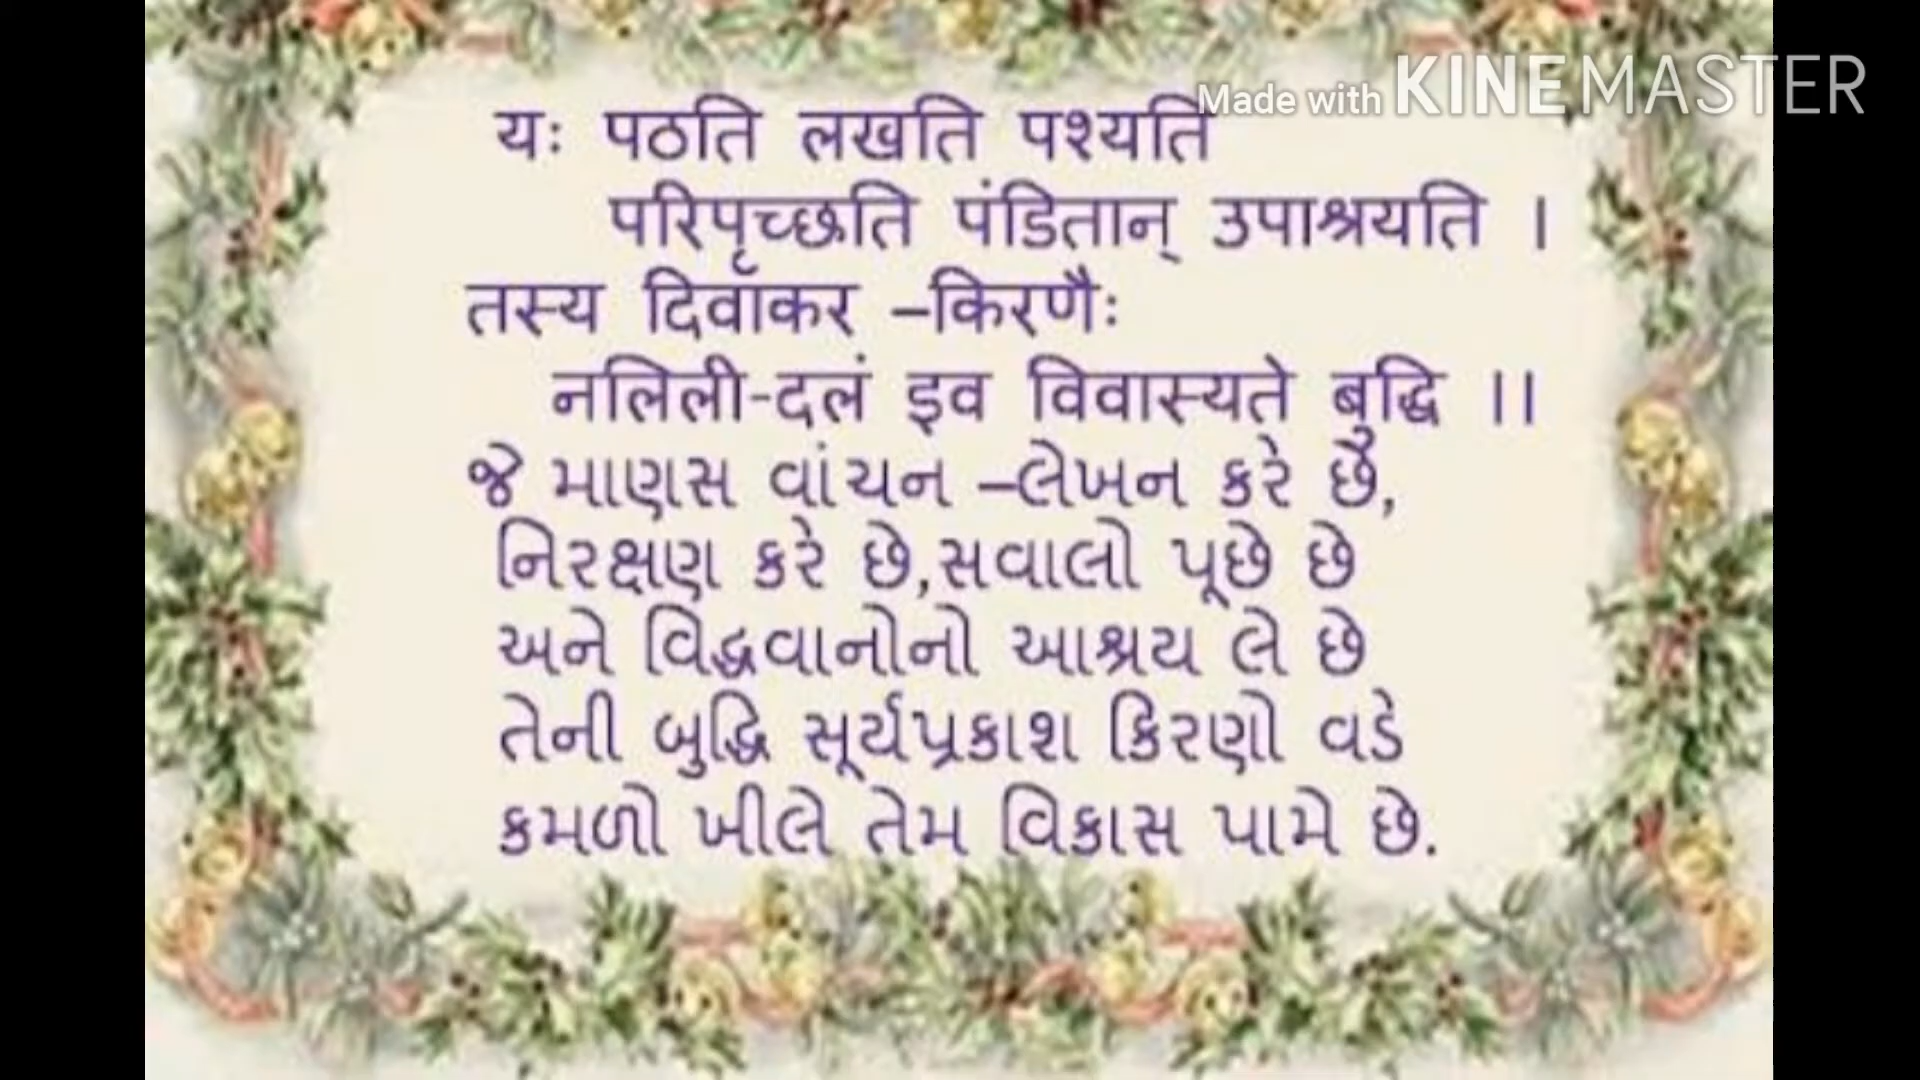 Made with KINEMASTER
यः पठति लखति पश्यति
परिपृच्छति पंडितान् उपाश्रयति ।
तस्य दिवाकर –किरणैः
नलिली-दलं इव विवास्यते बुद्धि ।।
જે માણસ વાંચન –લેખન કરે છે,
નિરક્ષણ કરે છે,સવાલો પૂછે છે
અને વિદ્ધવાનોનો આશ્રય લે છે
તેની બુદ્ધિ સૂર્યપ્રકાશ કિરણો વડે
કમળો ખીલે તેમ વિકાસ પામે છે.